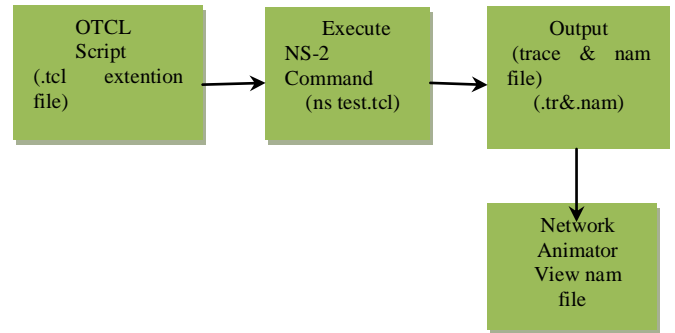 OTCL
Script
(.tcl extention
file)
Execute
NS-2
Command
(ns test.tcl)
Output
(trace & nam
file)
(.tr&.nam)
Network
Animator
View nam
file